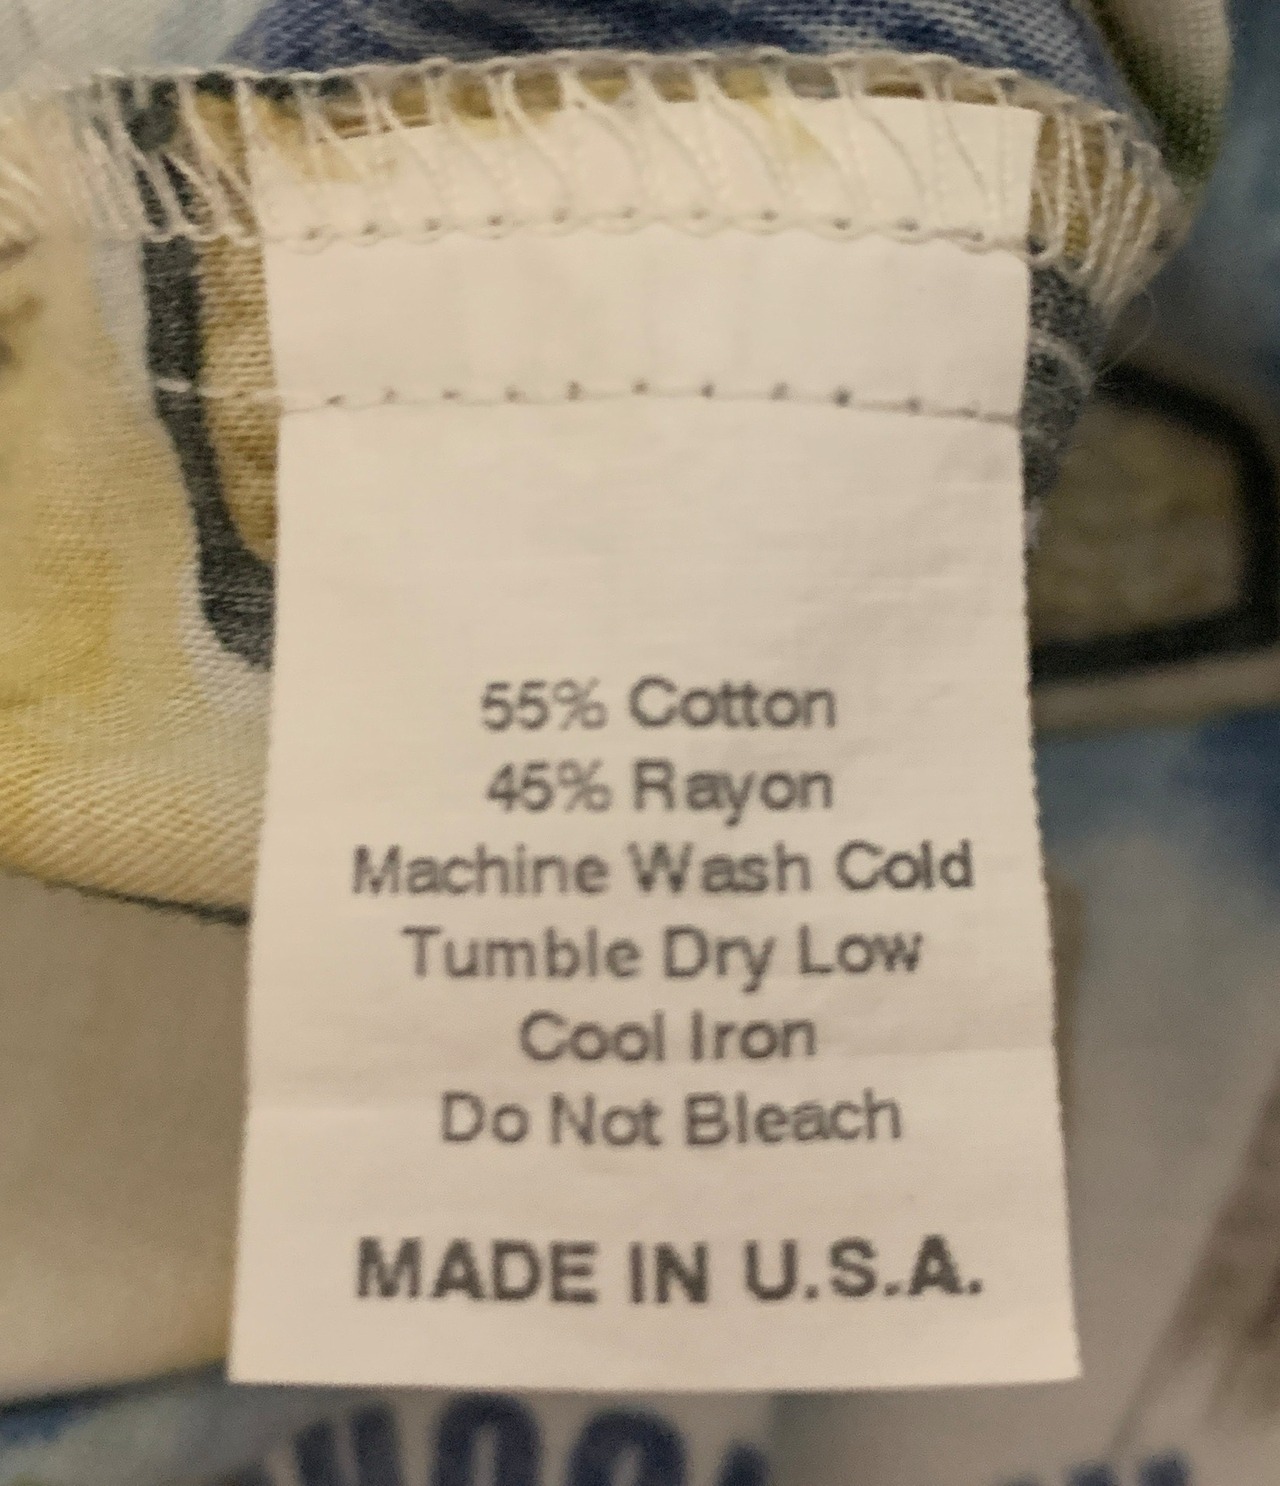 55% Cotton
45% Rayon
Machine Wash Cold
Tumble Dry Low
Cool Iron
Do Not Bleach
MADE IN U.S.A.